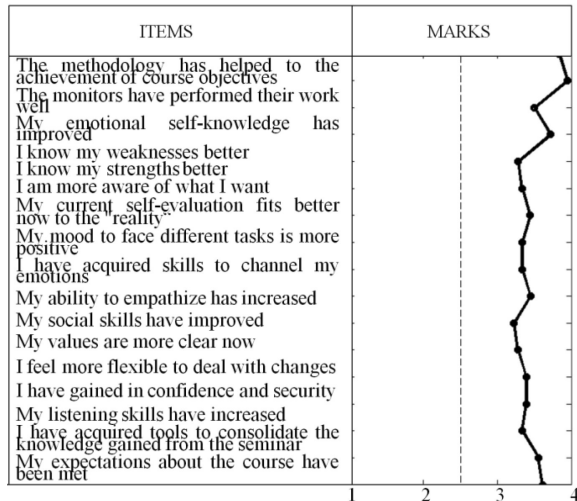 ITEMS
MARKS
The methodology has helped to the
achievement of course objectives
The monitors have performed their work
well
My emotional self-knowledge has
improved
I know my weaknesses better
I know my strengths better
I am more aware of what I want
My current self-evaluation fits better
now to the "reality"
My mood to face different tasks is more
positive
I have acquired skills to channel my
emotions
My ability to empathize has increased
My social skills have improved
My values are more clear now
I feel more flexible to deal with changes
I have gained in confidence and security
My listening skills have increased
I have acquired tools to consolidate the
knowledge gained from the seminar
My expectations about the course have
been met
1 2 3 4